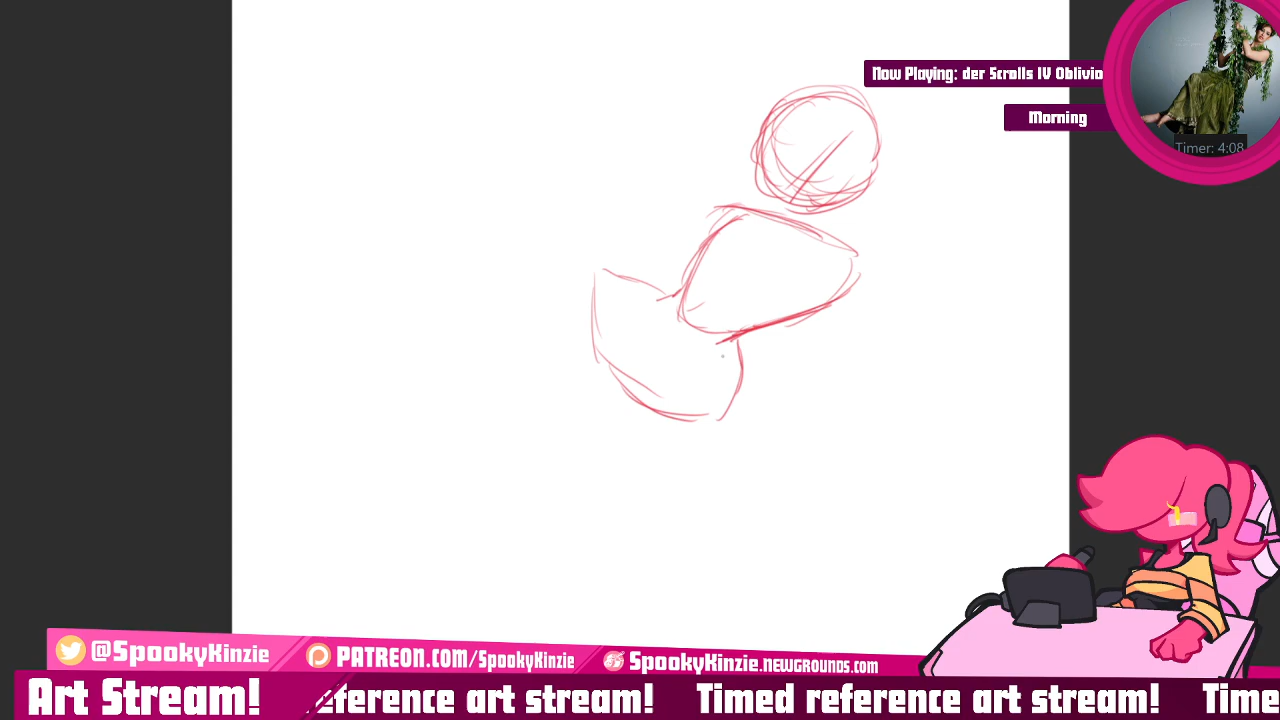 Now Playing: der Scrolls IV Oblivio
Morning
Timer: 4:08
@SpookyKinzie
PATREON.COM/SpookyKinzie
SpookyKinzie.NEWGROUNDS.COM
Art Stream!
eference art stream! Timed reference art stream! Time